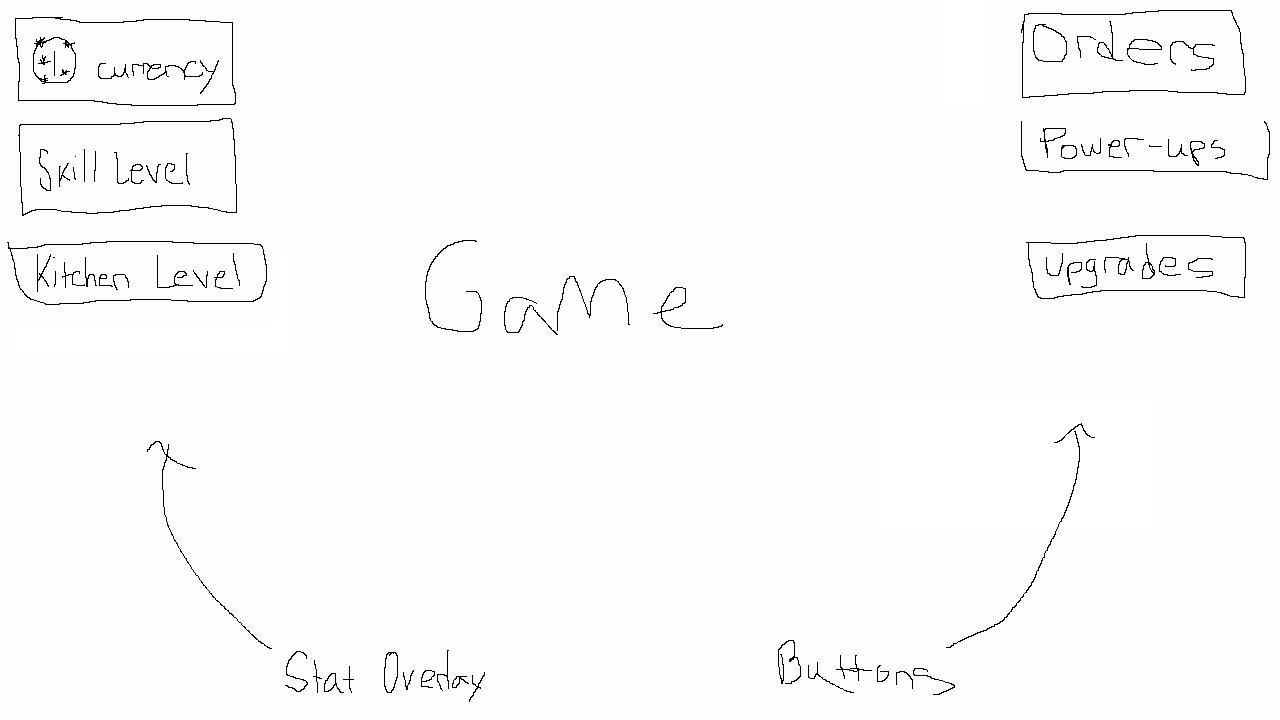 currency
Orders
Skill Level
Power-ups
Kitchen Level
Upgrades
Game
Stat Overlay
Buttons